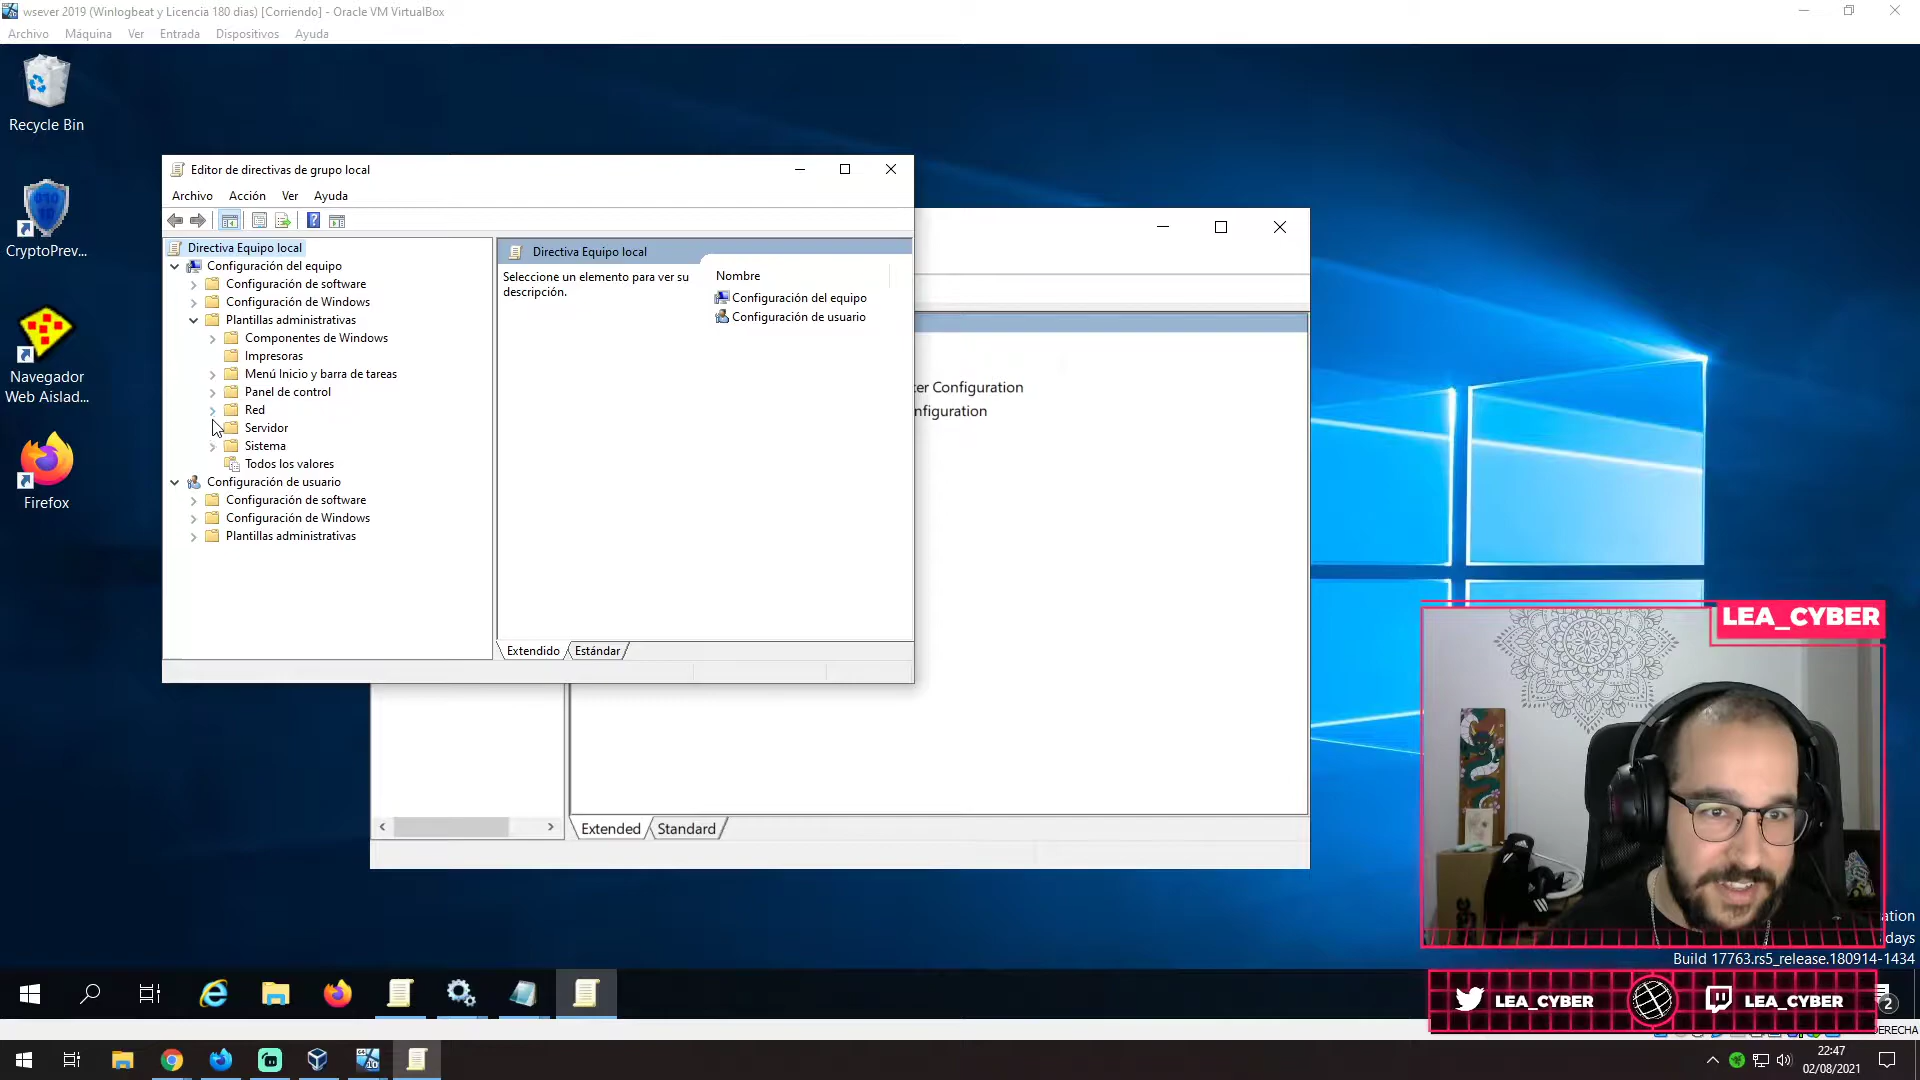 wsever 2019 (Winlogbeat y Licencia 180 dias) [Corriendo] - Oracle VM VirtualBox
Archivo Máquina Ver Entrada Dispositivos Ayuda
Recycle Bin
CryptoPrev...
Navegador
Web Aislad...
Firefox
Editor de directivas de grupo local
Archivo Acción Ver Ayuda
Directiva Equipo local
Configuración del equipo
Configuración de software
Configuración de Windows
Plantillas administrativas
Componentes de Windows
Impresoras
Menú Inicio y barra de tareas
Panel de control
Red
Servidor
Sistema
Todos los valores
Configuración de usuario
Configuración de software
Configuración de Windows
Plantillas administrativas
Directiva Equipo local
Seleccione un elemento para ver su
descripción.
Nombre
Configuración del equipo
Configuración de usuario
Extendido Estándar
ter Configuration
nfiguration
Extended Standard
LEA_CYBER
ation
days
Build 17763.rs5_release.180914-1434
LEA_CYBER LEA_CYBER
2
DERECHA
22:47
02/08/2021